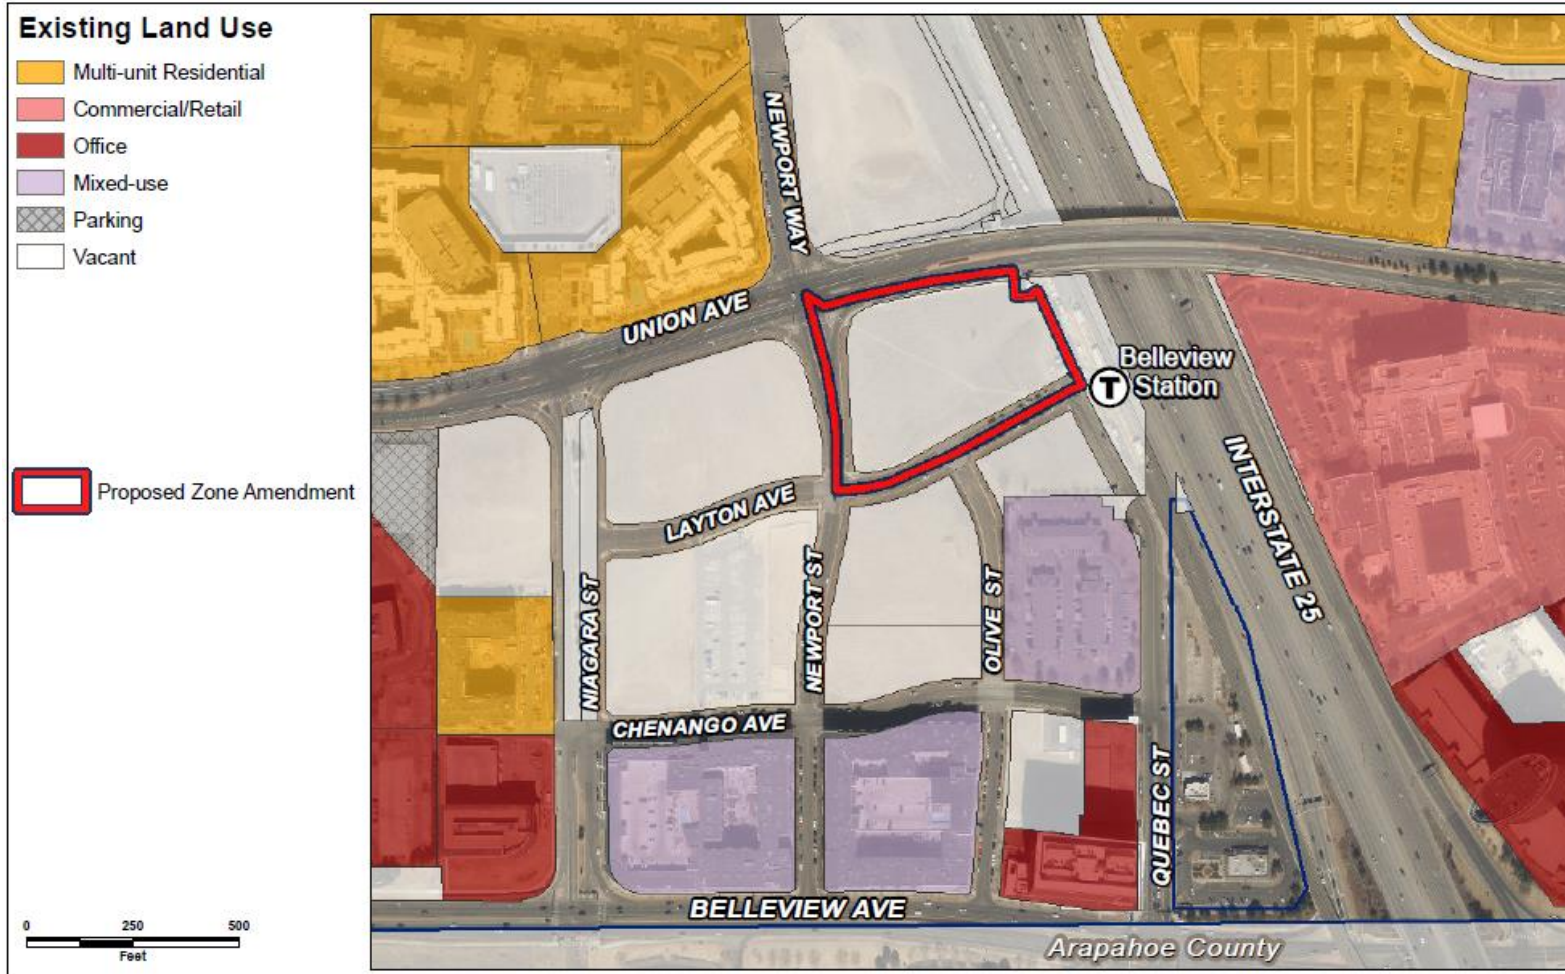 Existing Land Use
Multi-unit Residential
Commercial/Retail
Office
Mixed-use
Parking
Vacant
Proposed Zone Amendment
0 250 500
Feet
NEWPORT WAY
UNION AVE
Belleview
T Station
INTERSTATE 25
LAYTON AVE
NIAGARA ST
NEWPORT ST
OLIVE ST
CHENANGO AVE
QUEBEC ST
BELLEVIEW AVE
Arapahoe County